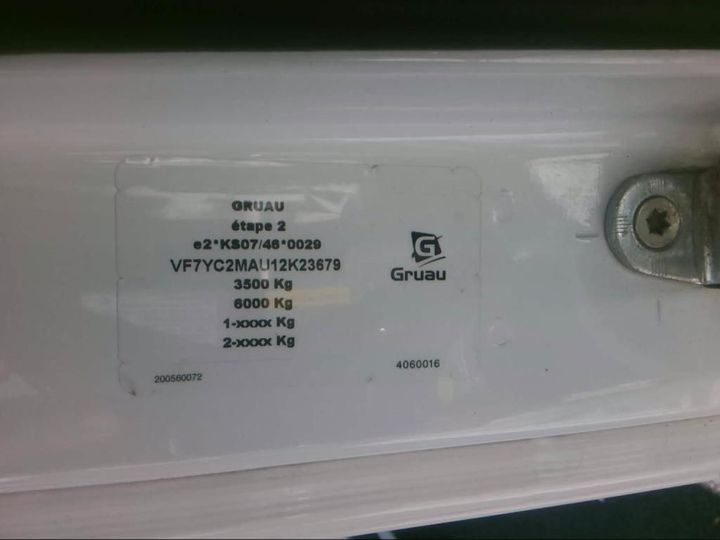 GRUAU
étape 2
e2*KS07/46*0029
VF7YC2MAU12K23679
3500 Kg
6000 Kg
1-xxxx Kg
2-xxxx Kg
G
Gruau
200560072
4060016